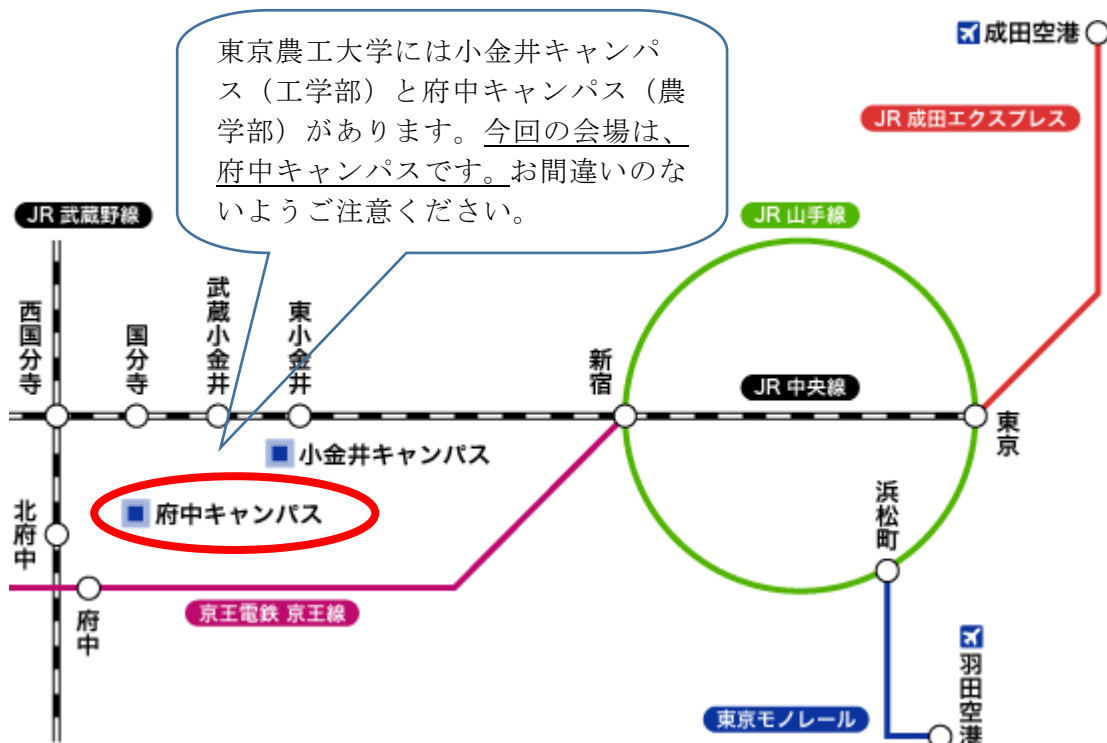 東京農工大学には小金井キャンパ
ス（工学部）と府中キャンパス（農
学部）があります。今回の会場は、
府中キャンパスです。お間違いのな
いようご注意ください。
成田空港
JR 成田エクスプレス
JR 武蔵野線
JR 山手線
西国分寺
国分寺
武蔵小金井
東小金井
新宿
JR 中央線
東京
小金井キャンパス
府中キャンパス
北府中
浜松町
府中
京王電鉄 京王線
羽田空港
東京モノレール